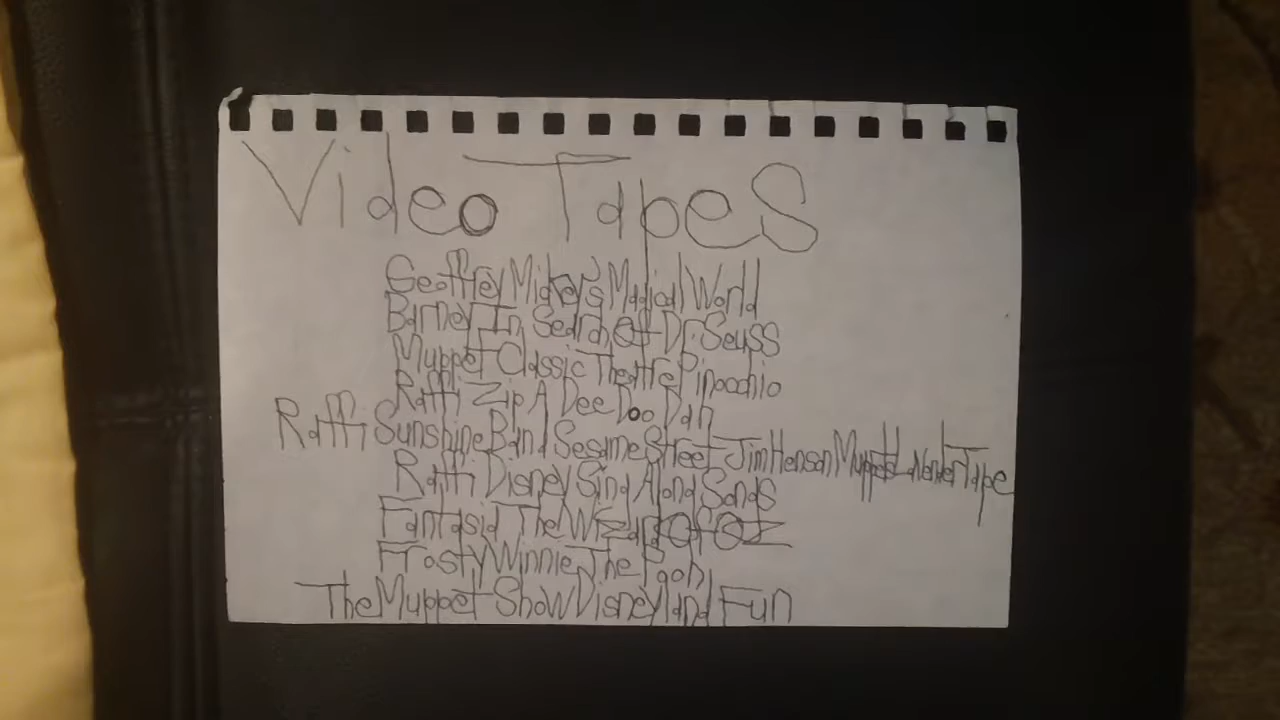 Video Tapes
Geoffrey Mickey's Magical World
Barney In Search Of Dr. Seuss
Muppet Classic Theatre Pinocchio
Raffi Zip A Dee Doo Dah
Raffi Sunshine Band Sesame Street Jim Henson Muppets Tape
Raffi Disney Sing Along Songs
Fantasia The Wizard Of Oz
Frosty Winnie The Pooh
The Muppet Show Disneyland Fun